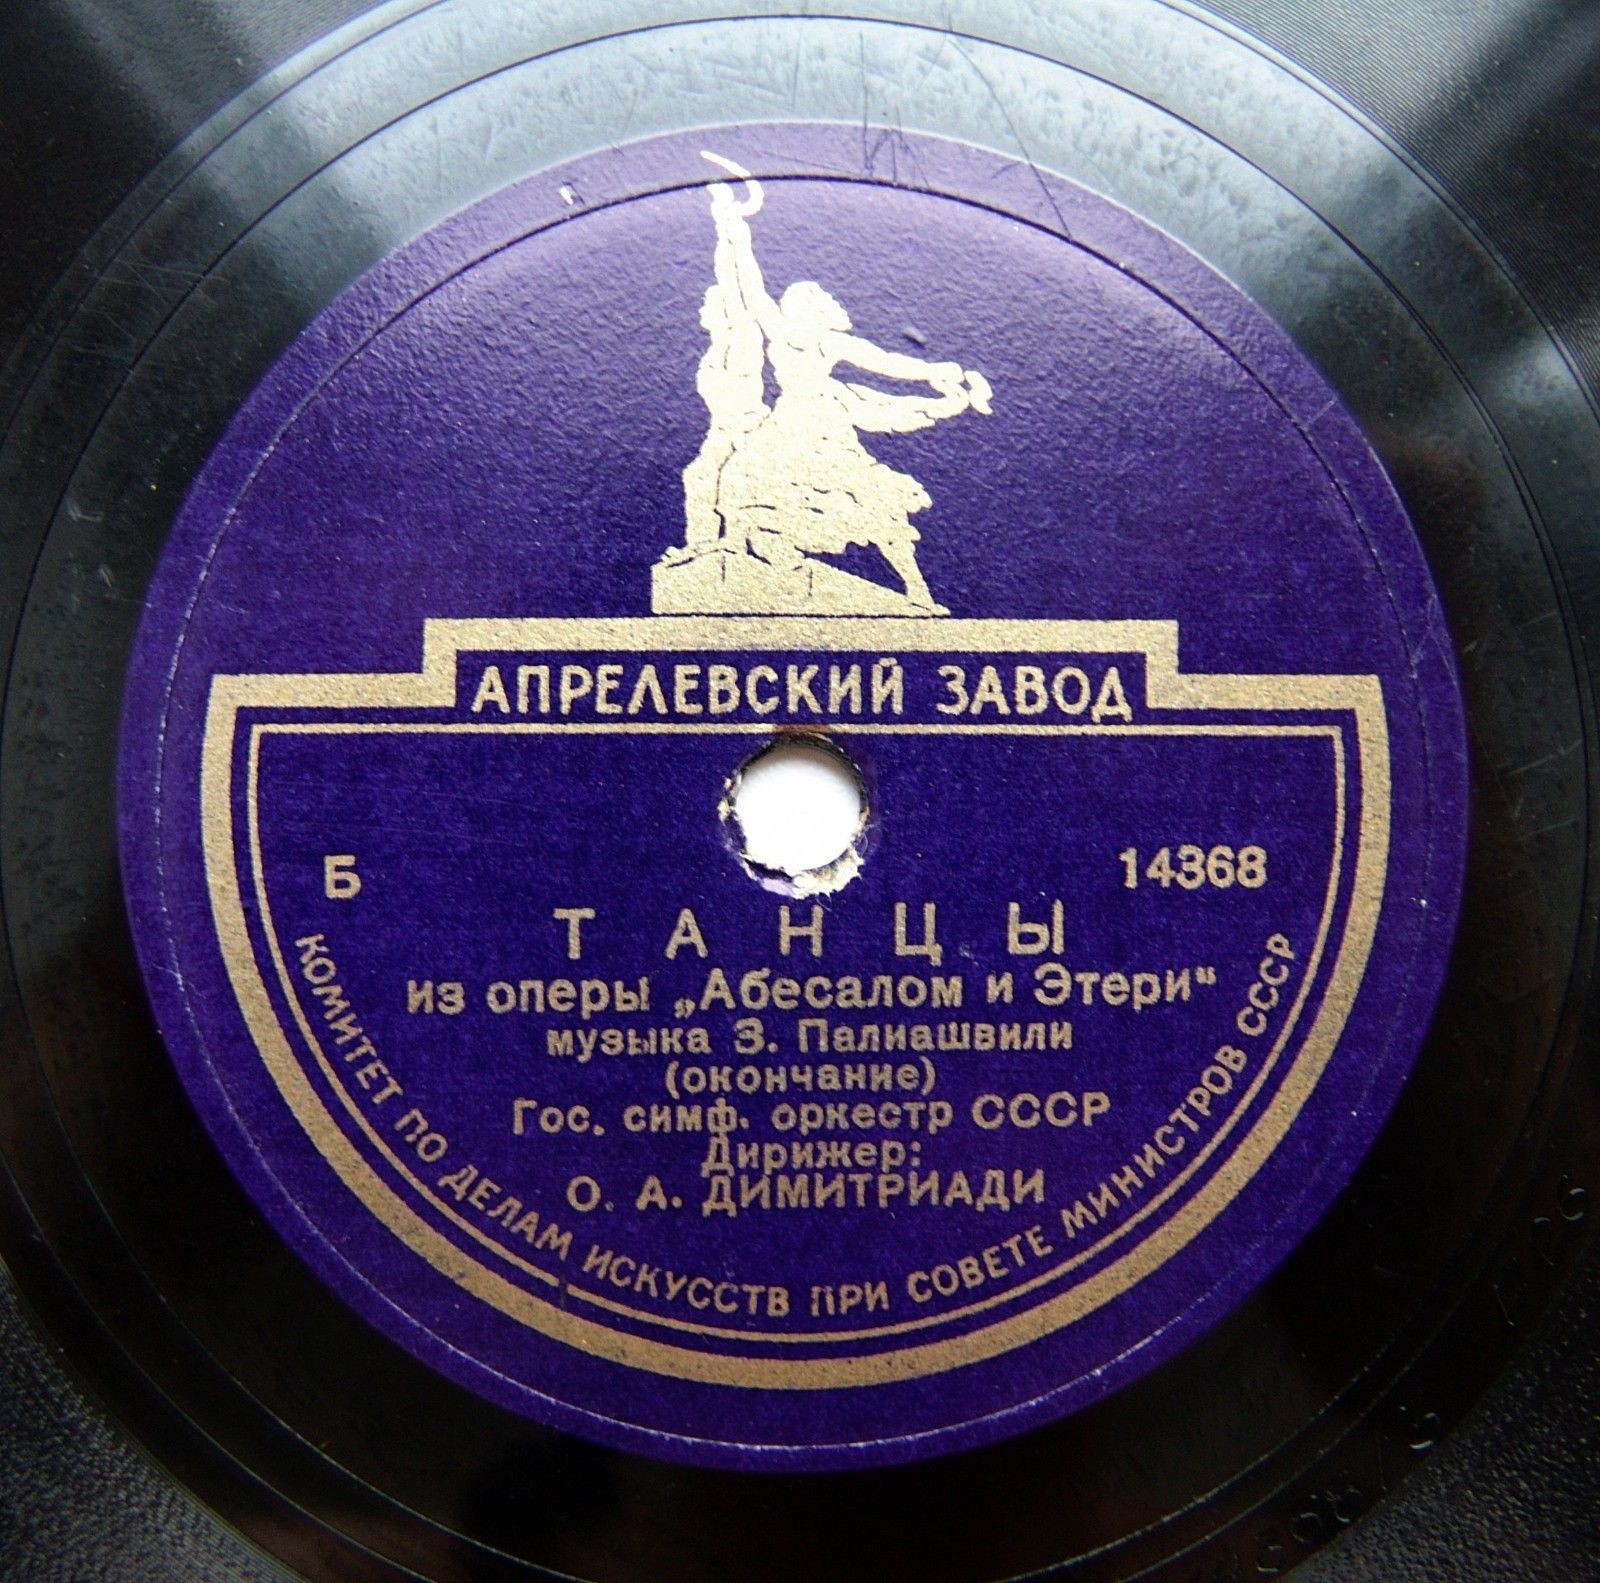 АПРЕЛЕВСКИЙ ЗАВОД
Б 14368
ТАНЦЫ
из оперы „Абесалом и Этери“
музыка З. Палиашвили
(окончание)
Гос. симф. оркестр СССР
Дирижер:
О. А. ДИМИТРИАДИ
КОМИТЕТ ПО ДЕЛАМ ИСКУССТВ ПРИ СОВЕТЕ МИНИСТРОВ СССР